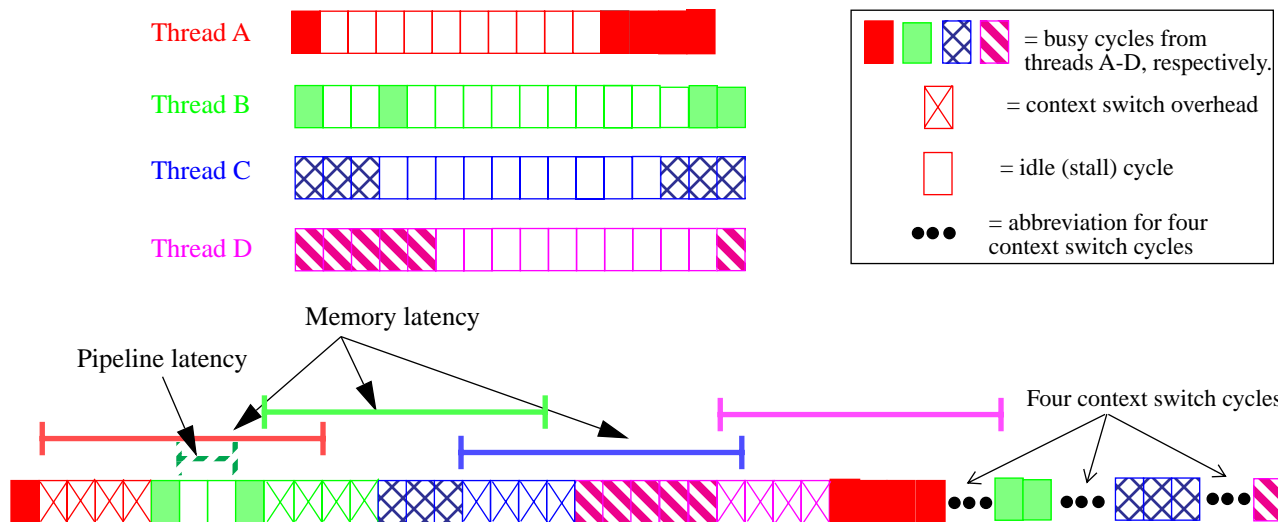 Thread A
Thread B
Thread C
Thread D
= busy cycles from
threads A-D, respectively.
= context switch overhead
= idle (stall) cycle
= abbreviation for four
context switch cycles
Memory latency
Pipeline latency
Four context switch cycles